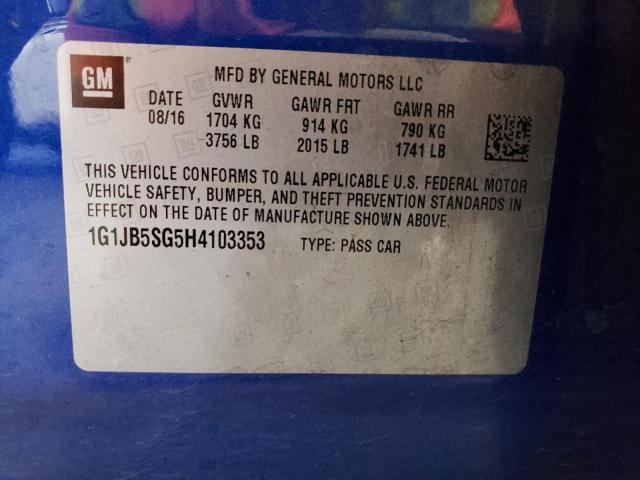 GM
MFD BY GENERAL MOTORS LLC
DATE GVWR GAWR FRT GAWR RR
08/16 1704 KG 914 KG 790 KG
3756 LB 2015 LB 1741 LB
THIS VEHICLE CONFORMS TO ALL APPLICABLE U.S. FEDERAL MOTOR
VEHICLE SAFETY, BUMPER, AND THEFT PREVENTION STANDARDS IN
EFFECT ON THE DATE OF MANUFACTURE SHOWN ABOVE.
1G1JB5SG5H4103353 TYPE: PASS CAR